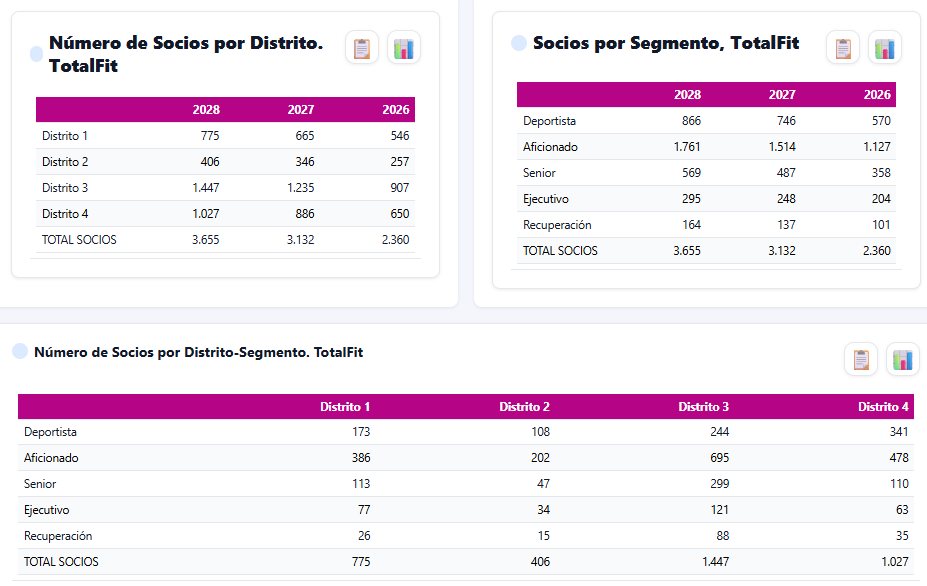 Número de Socios por Distrito.
TotalFit
2028 2027 2026
Distrito 1 775 665 546
Distrito 2 406 346 257
Distrito 3 1.447 1.235 907
Distrito 4 1.027 886 650
TOTAL SOCIOS 3.655 3.132 2.360
Socios por Segmento, TotalFit
2028 2027 2026
Deportista 866 746 570
Aficionado 1.761 1.514 1.127
Senior 569 487 358
Ejecutivo 295 248 204
Recuperación 164 137 101
TOTAL SOCIOS 3.655 3.132 2.360
Número de Socios por Distrito-Segmento. TotalFit
Distrito 1 Distrito 2 Distrito 3 Distrito 4
Deportista 173 108 244 341
Aficionado 386 202 695 478
Senior 113 47 299 110
Ejecutivo 77 34 121 63
Recuperación 26 15 88 35
TOTAL SOCIOS 775 406 1.447 1.027